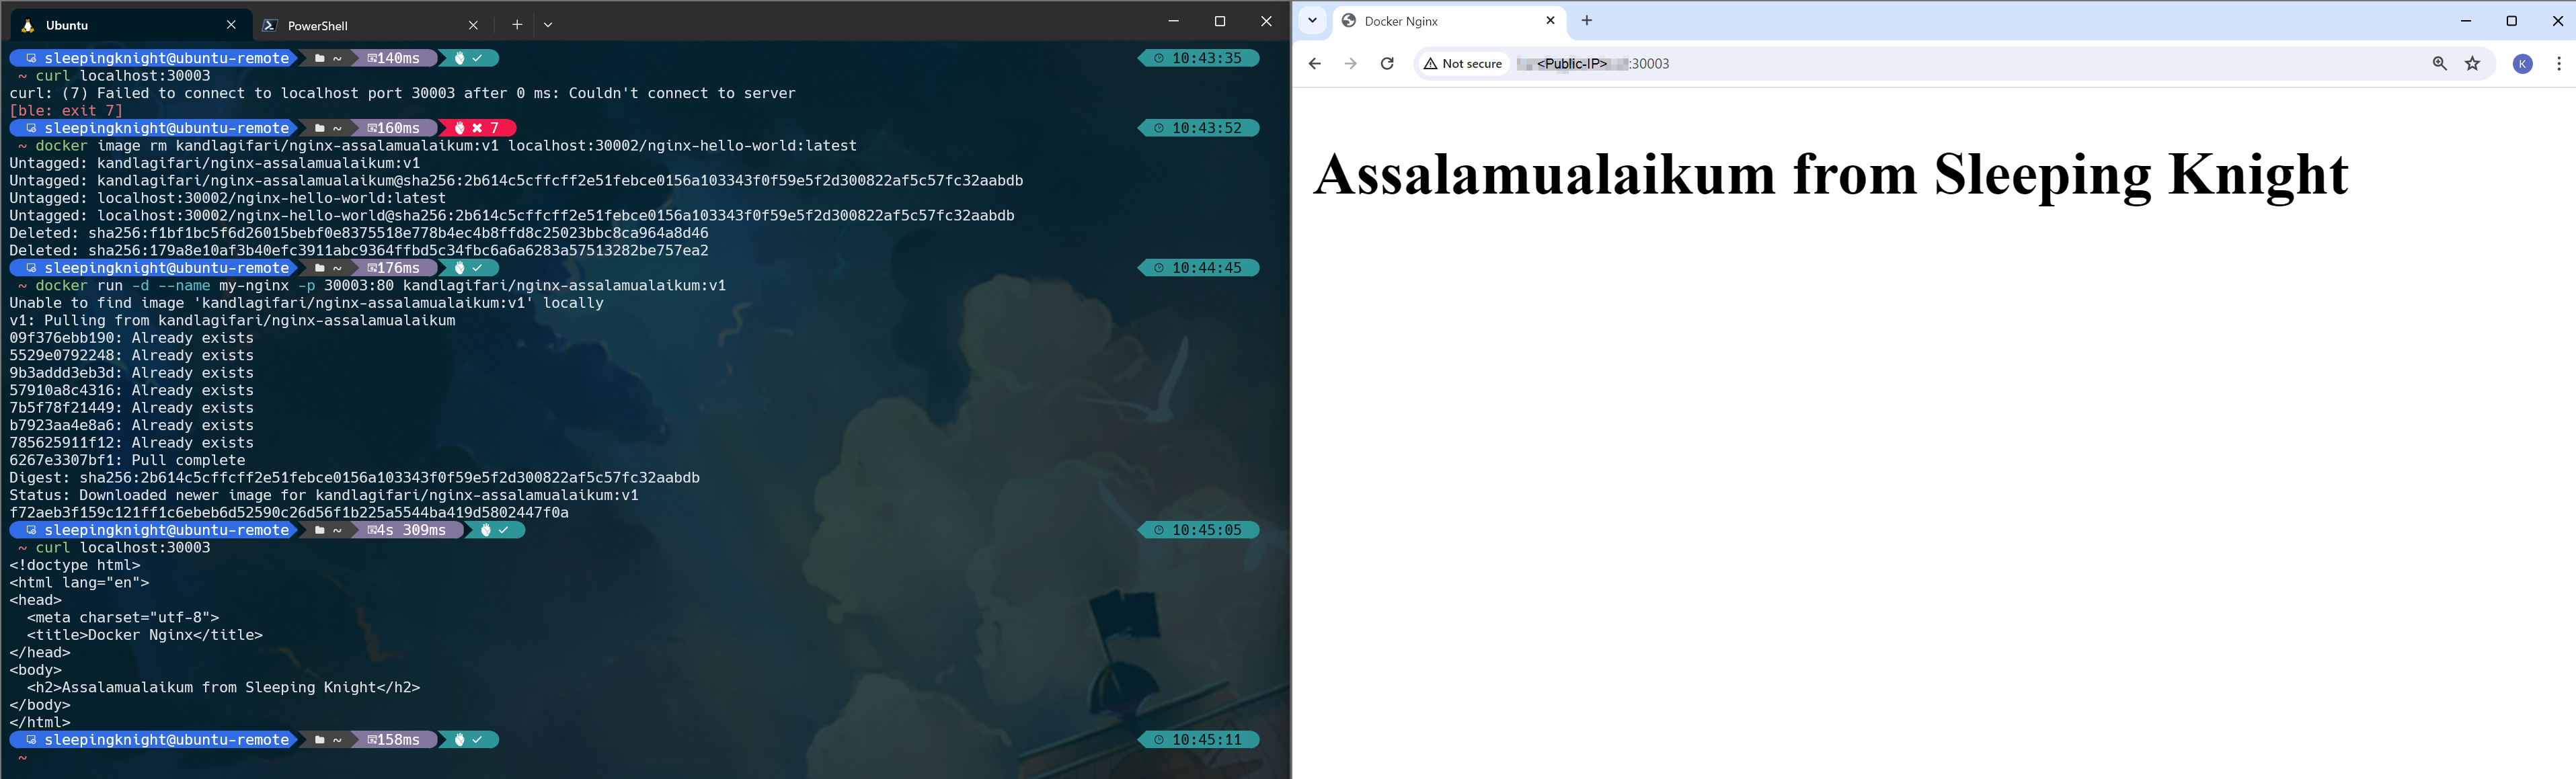 Ubuntu
PowerShell
sleepingknight@ubuntu-remote ~ 140ms 10:43:35
~ curl localhost:30003
curl: (7) Failed to connect to localhost port 30003 after 0 ms: Couldn't connect to server
[ble: exit 7]
sleepingknight@ubuntu-remote ~ 160ms 7 10:43:52
~ docker image rm kandlagifari/nginx-assalamualaikum:v1 localhost:30002/nginx-hello-world:latest
Untagged: kandlagifari/nginx-assalamualaikum:v1
Untagged: kandlagifari/nginx-assalamualaikum@sha256:2b614c5cffcff2e51febce0156a103343f0f59e5f2d300822af5c57fc32aabdb
Untagged: localhost:30002/nginx-hello-world:latest
Untagged: localhost:30002/nginx-hello-world@sha256:2b614c5cffcff2e51febce0156a103343f0f59e5f2d300822af5c57fc32aabdb
Deleted: sha256:f1bf1bc5f6d26015bebf0e8375518e778b4ec4b8ffd8c25023bbc8ca964a8d46
Deleted: sha256:179a8e10af3b40efc3911abc9364ffbd5c34fbc6a6a6283a57513282be757ea2
sleepingknight@ubuntu-remote ~ 176ms 10:44:45
~ docker run -d --name my-nginx -p 30003:80 kandlagifari/nginx-assalamualaikum:v1
Unable to find image 'kandlagifari/nginx-assalamualaikum:v1' locally
v1: Pulling from kandlagifari/nginx-assalamualaikum
09f376ebb190: Already exists
5529e0792248: Already exists
9b3addd3eb3d: Already exists
57910a8c4316: Already exists
7b5f78f21449: Already exists
b7923aa4e8a6: Already exists
785625911f12: Already exists
6267e3307bf1: Pull complete
Digest: sha256:2b614c5cffcff2e51febce0156a103343f0f59e5f2d300822af5c57fc32aabdb
Status: Downloaded newer image for kandlagifari/nginx-assalamualaikum:v1
f72aeb3f159c121ff1c6ebeb6d52590c26d56f1b225a5544ba419d5802447f0a
sleepingknight@ubuntu-remote ~ 4s 309ms 10:45:05
~ curl localhost:30003
<!doctype html>
<html lang="en">
<head>
  <meta charset="utf-8">
  <title>Docker Nginx</title>
</head>
<body>
  <h2>Assalamualaikum from Sleeping Knight</h2>
</body>
</html>
sleepingknight@ubuntu-remote ~ 158ms 10:45:11
~
Docker Nginx
Not secure <Public-IP> :30003
K
Assalamualaikum from Sleeping Knight